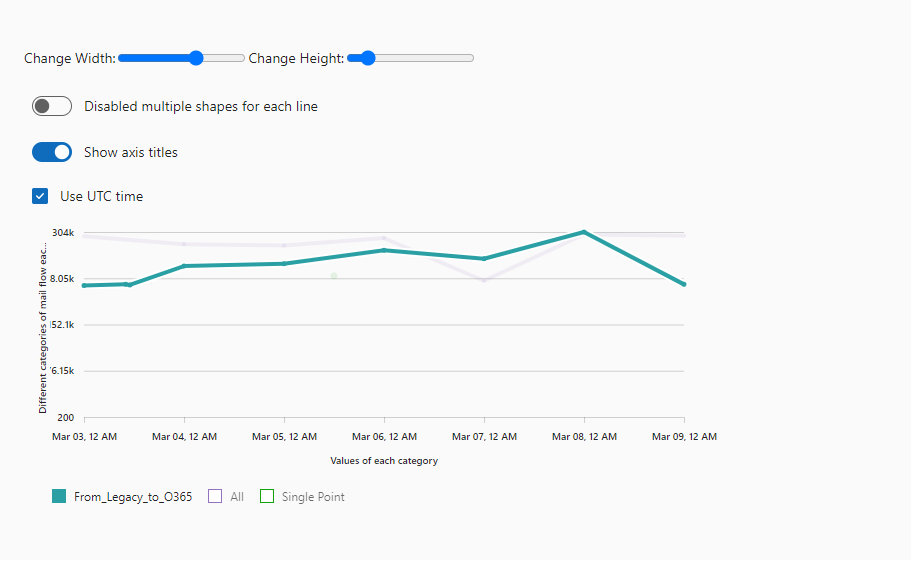 Change Width: Change Height:
Disabled multiple shapes for each line
Show axis titles
Use UTC time
Different categories of mail flow eac...
304k
8.05k
52.1k
6.15k
200
Mar 03, 12 AM Mar 04, 12 AM Mar 05, 12 AM Mar 06, 12 AM Mar 07, 12 AM Mar 08, 12 AM Mar 09, 12 AM
Values of each category
From_Legacy_to_O365 All Single Point